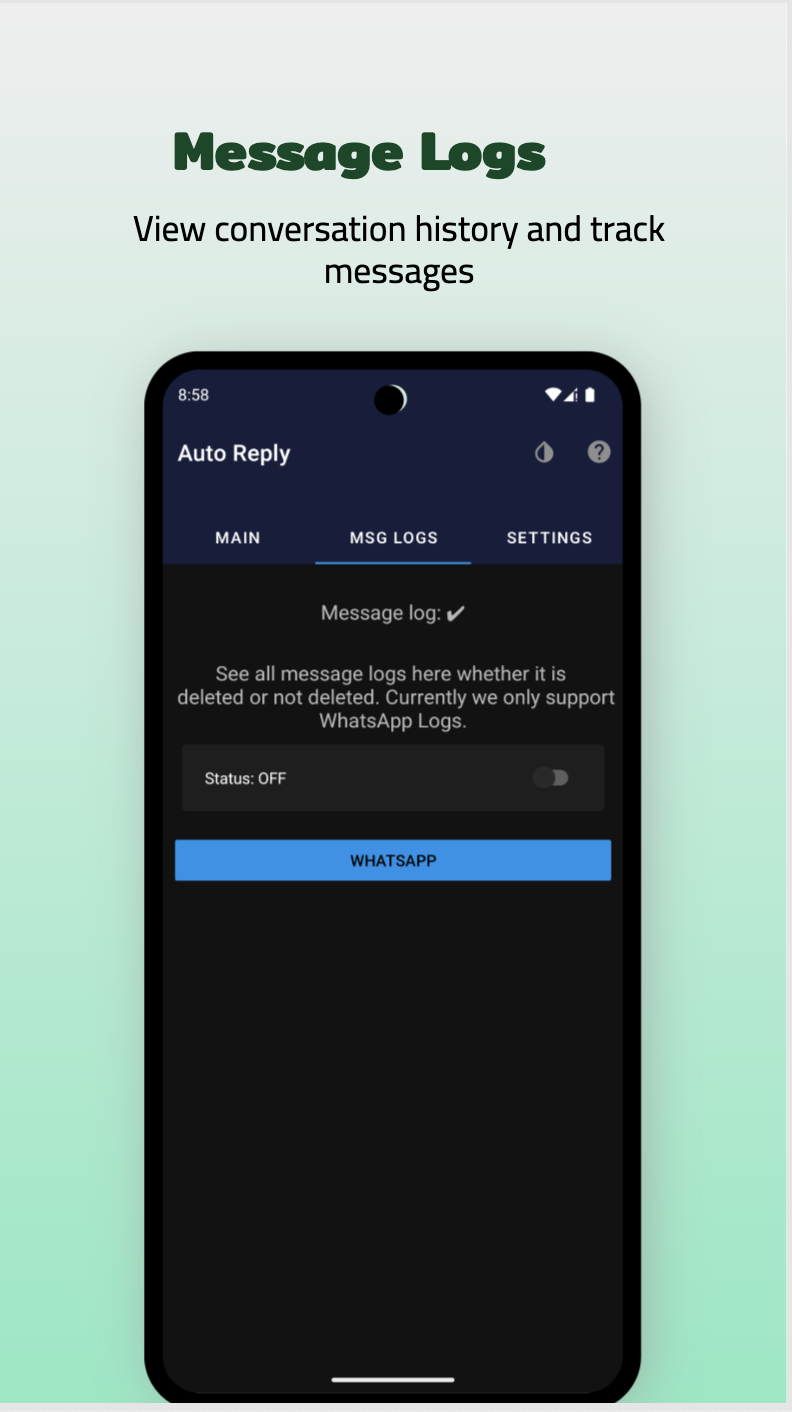 Message Logs
View conversation history and track
messages
8:58
Auto Reply
MAIN MSG LOGS SETTINGS
Message log: ✔
See all message logs here whether it is
deleted or not deleted. Currently we only support
WhatsApp Logs.
Status: OFF
WHATSAPP